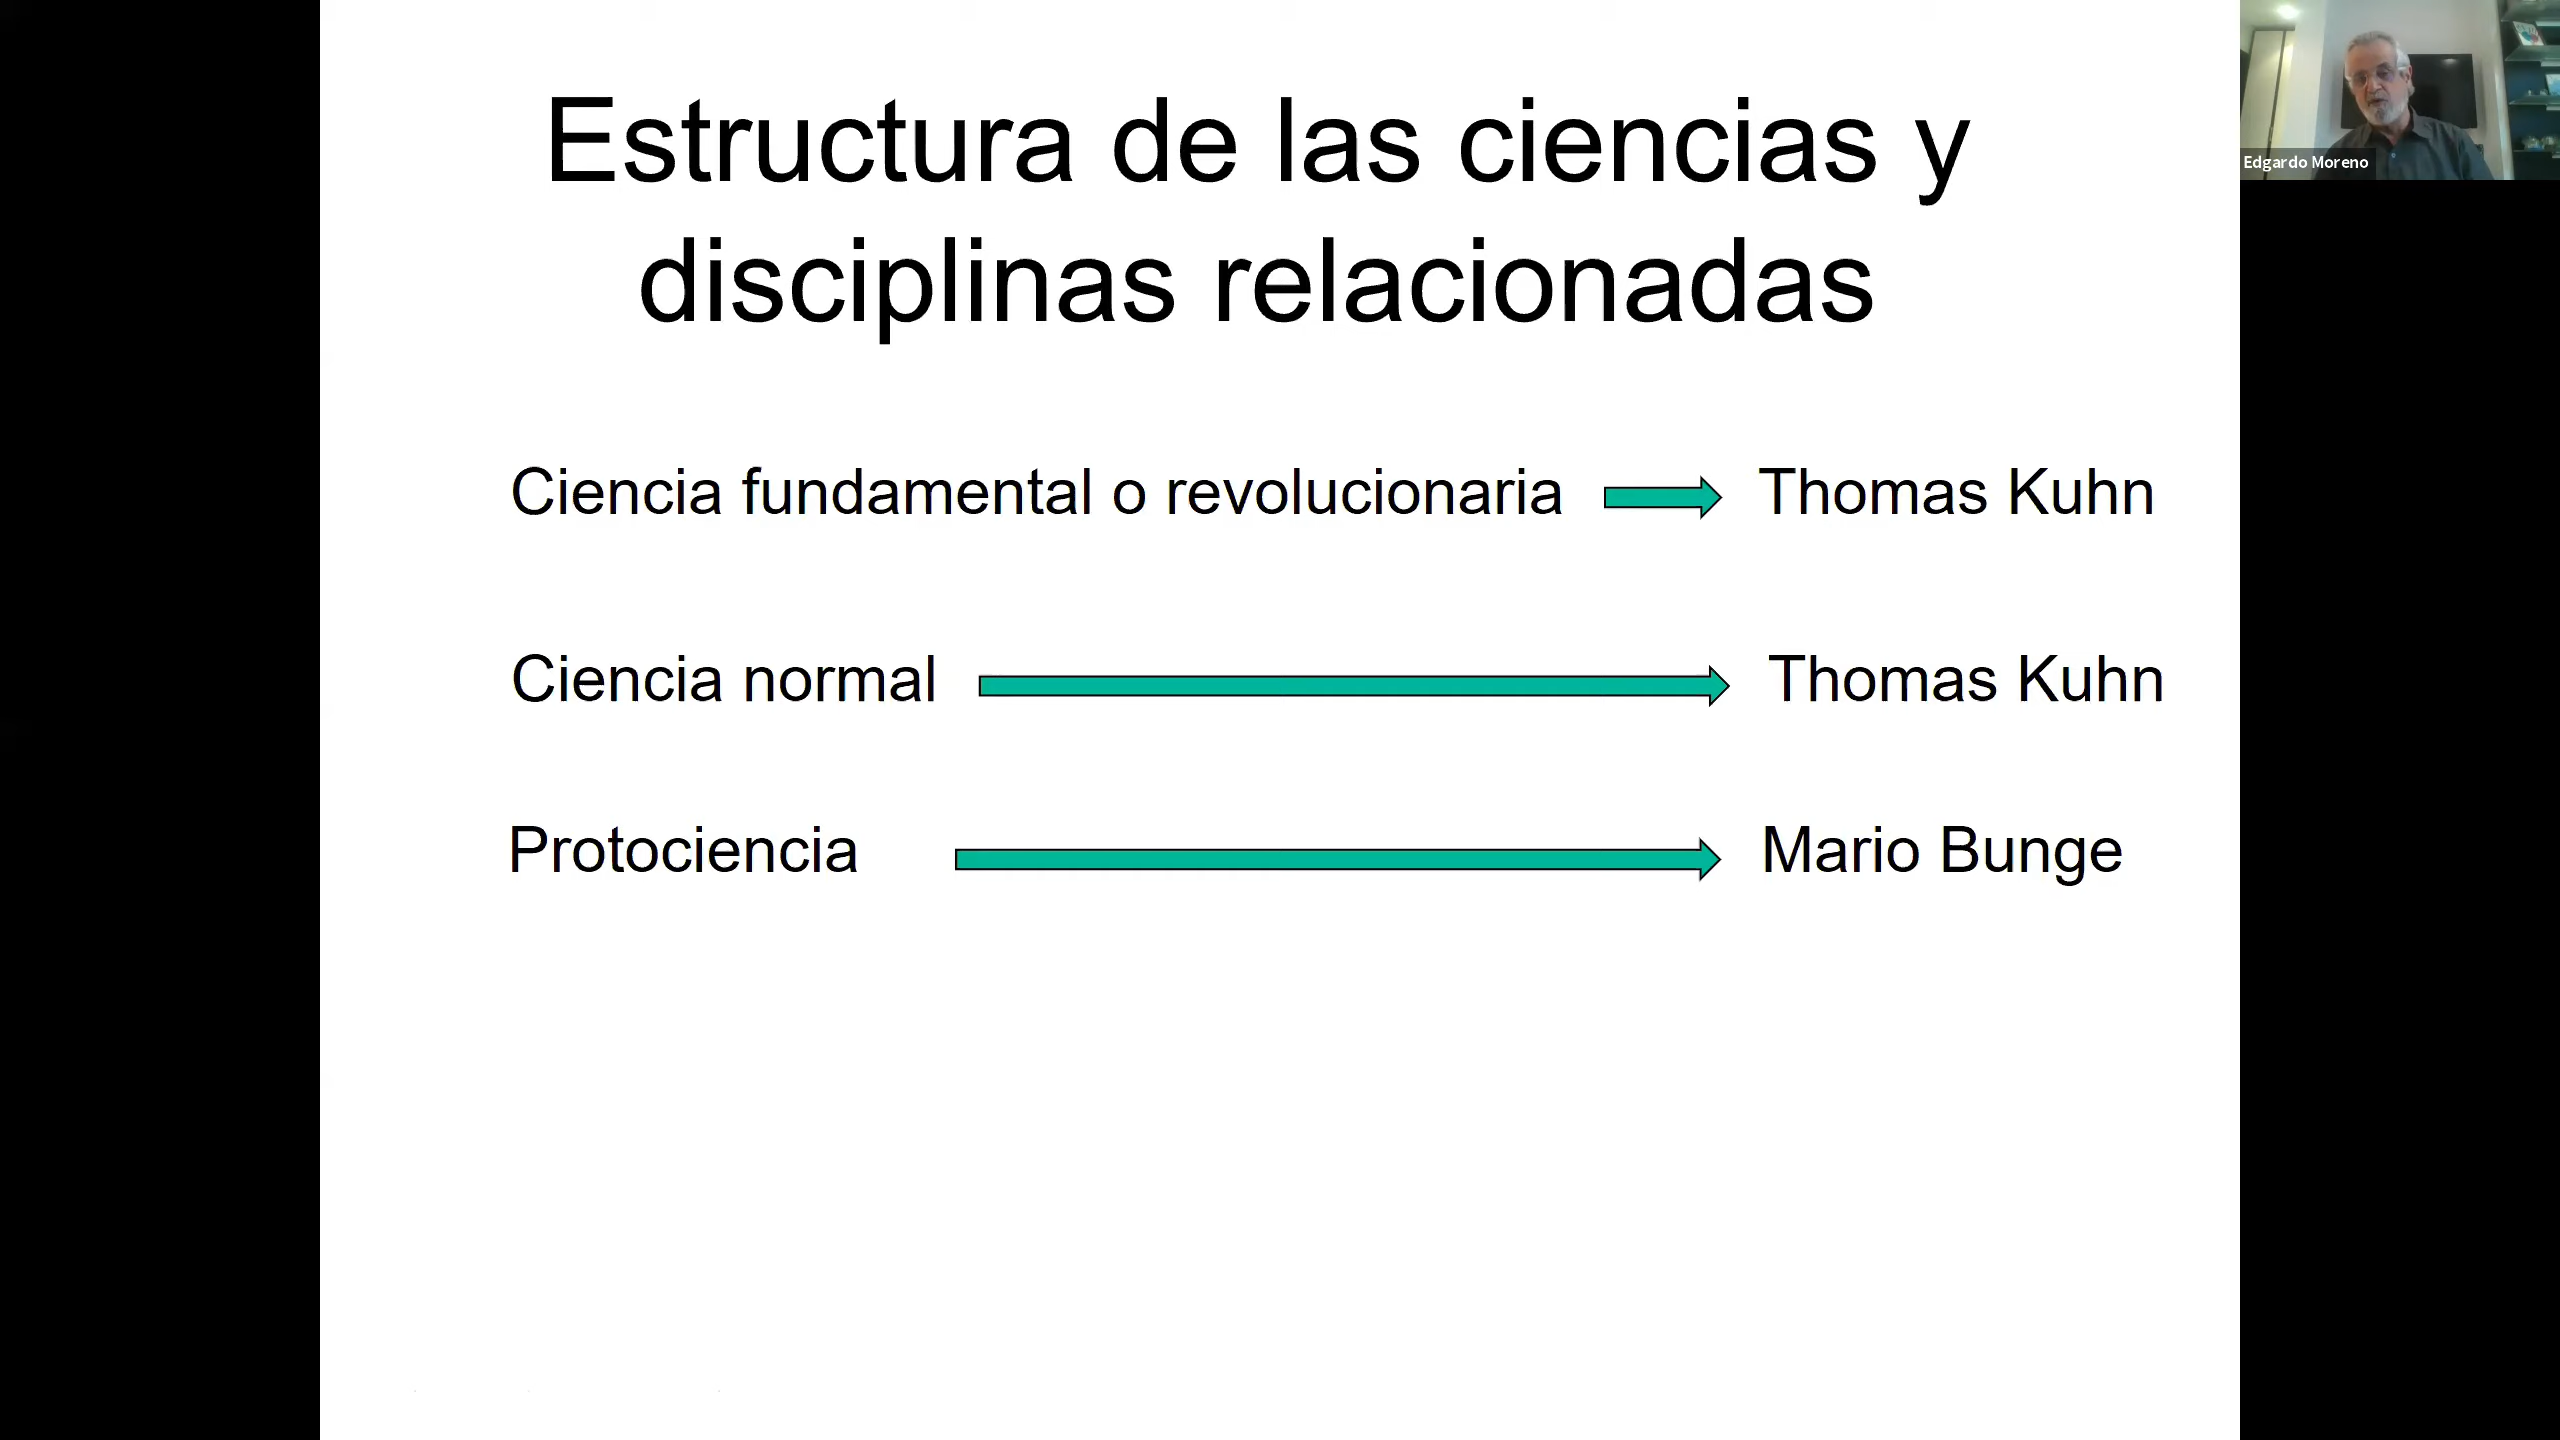 Estructura de las ciencias y
disciplinas relacionadas
Ciencia fundamental o revolucionaria Thomas Kuhn
Ciencia normal Thomas Kuhn
Protociencia Mario Bunge
Edgardo Moreno